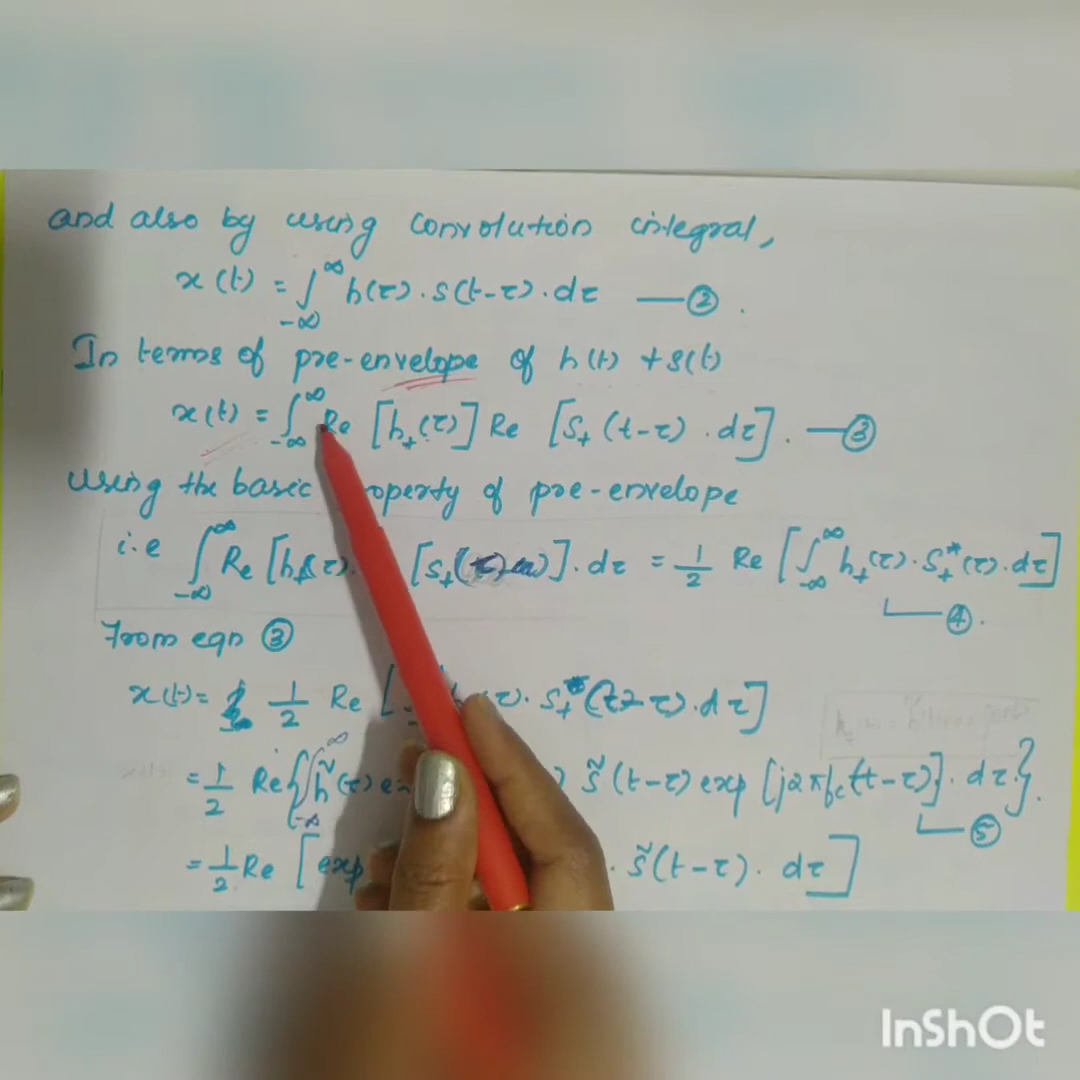 and also by using convolution integral,
x(t) = ∫_{-∞}^{∞} h(τ).s(t-τ).dτ —②.
In terms of pre-envelope of h(t) + s(t)
x(t) = ∫_{-∞}^{∞} Re [h₊(τ)] Re [S₊(t-τ).dτ]. —③
using the basic property of pre-envelope
i.e ∫_{-∞}^{∞} Re [h₊(τ). [s₊(τ)]. dτ = 1/2 Re [∫_{-∞}^{∞} h₊(τ).S₊*(τ).dτ] —④.
From eqn ③
x(t) = 1/2 Re [ τ). S₊*(t-τ).dτ]
= 1/2 Re{∫_{-∞}^{∞} h̃(τ) e ) s̃(t-τ) exp [j2πfc(t-τ)]. dτ}. —⑤
= 1/2 Re [exp . s̃(t-τ). dτ]
InShOt